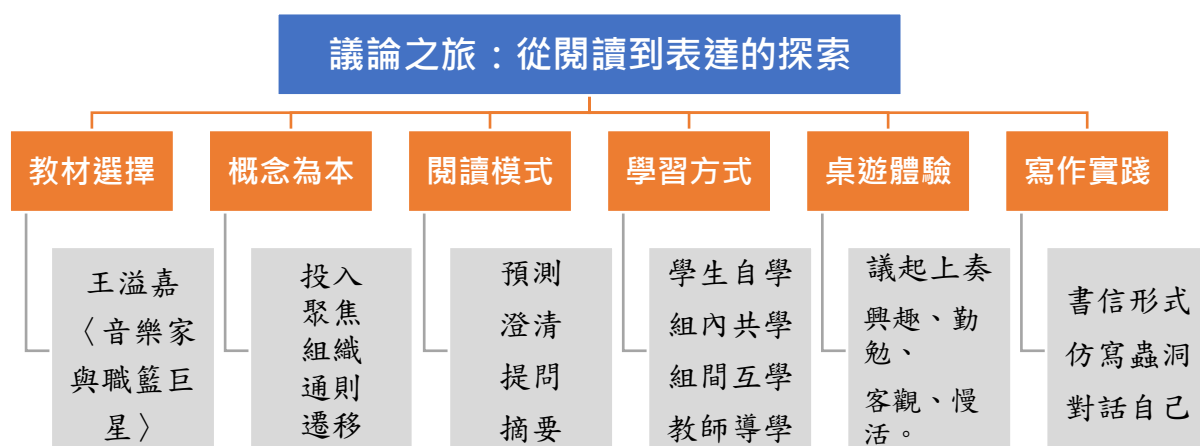 議論之旅：從閱讀到表達的探索
教材選擇
概念為本
閱讀模式
學習方式
桌遊體驗
寫作實踐
王溢嘉
〈音樂家
與職籃巨
星〉
投入
聚焦
組織
通則
遷移
預測
澄清
提問
摘要
學生自學
組內共學
組間互學
教師導學
議起上奏
興趣、勤
勉、
客觀、慢
活。
書信形式
仿寫蟲洞
對話自己